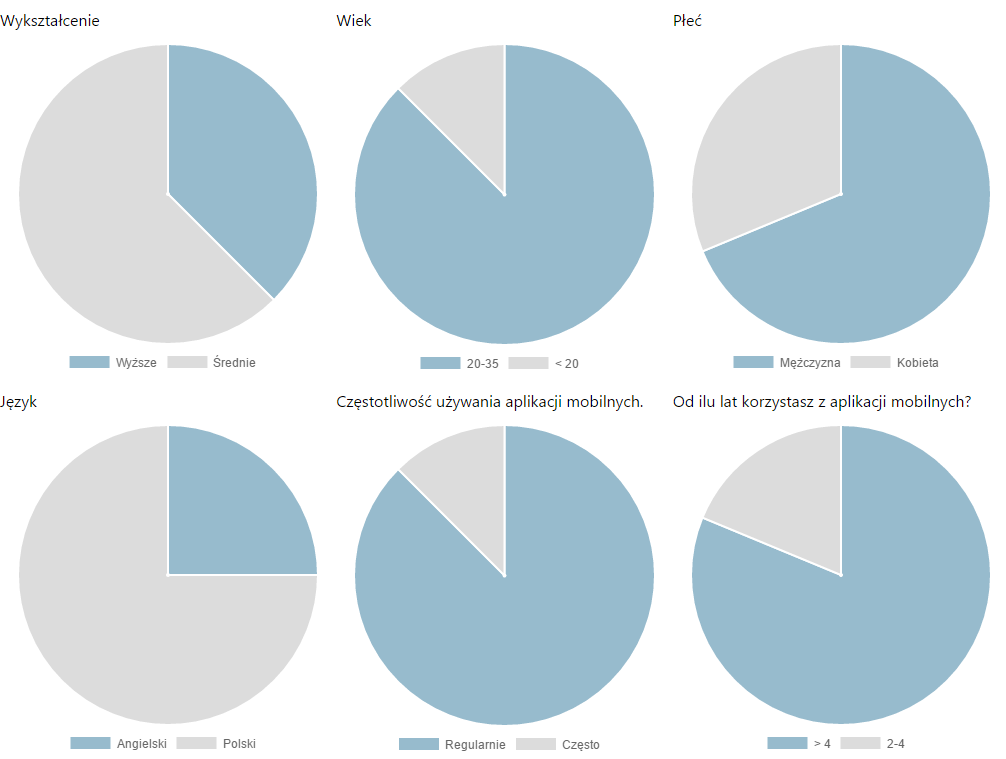 Wykształcenie
Wiek
Płeć
Wyższe Średnie
20-35 < 20
Mężczyzna Kobieta
Język
Częstotliwość używania aplikacji mobilnych.
Od ilu lat korzystasz z aplikacji mobilnych?
Angielski Polski
Regularnie Często
> 4 2-4